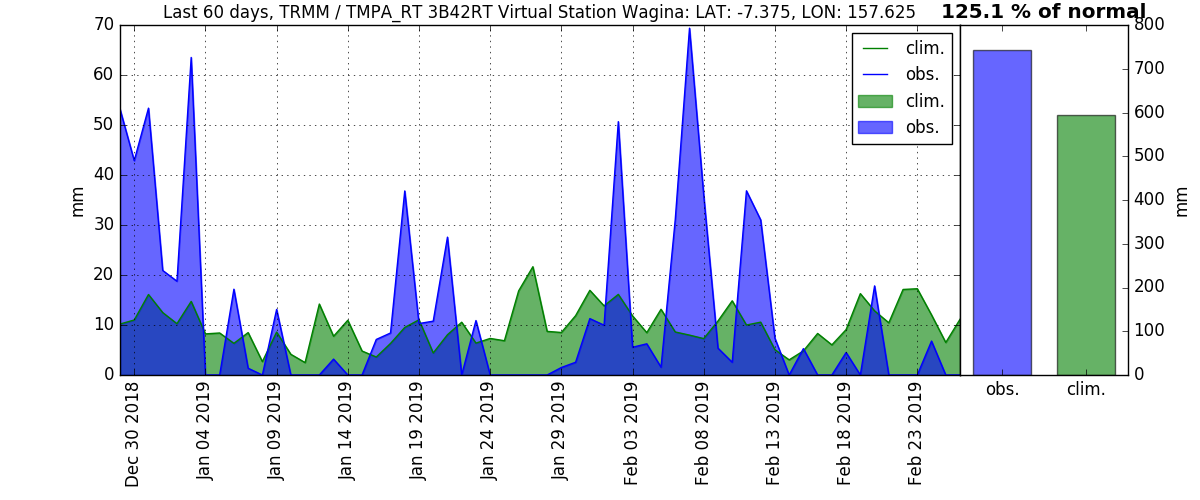 Last 60 days, TRMM / TMPA_RT 3B42RT Virtual Station Wagina: LAT: -7.375, LON: 157.625
125.1 % of normal
70
60
50
40
30
20
10
0
mm
clim.
obs.
clim.
obs.
Dec 30 2018
Jan 04 2019
Jan 09 2019
Jan 14 2019
Jan 19 2019
Jan 24 2019
Jan 29 2019
Feb 03 2019
Feb 08 2019
Feb 13 2019
Feb 18 2019
Feb 23 2019
800
700
600
500
400
300
200
100
0
mm
obs.
clim.